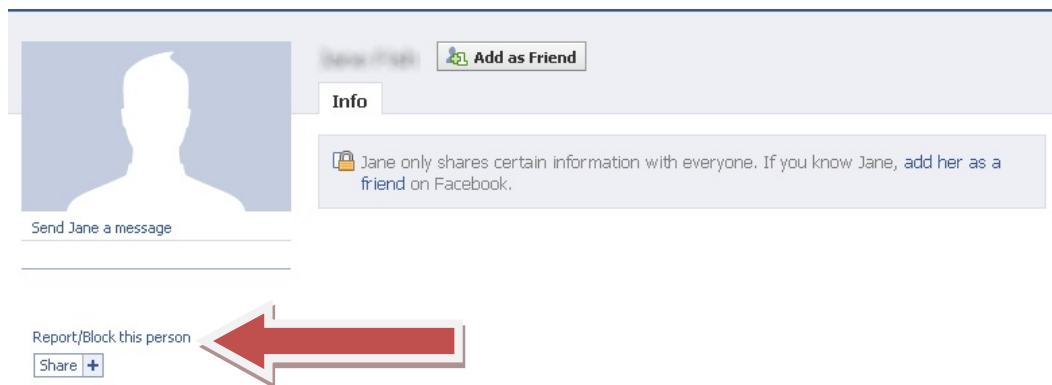 Add as Friend
Info
Jane only shares certain information with everyone. If you know Jane, add her as a
friend on Facebook.
Send Jane a message
Report/Block this person
Share +